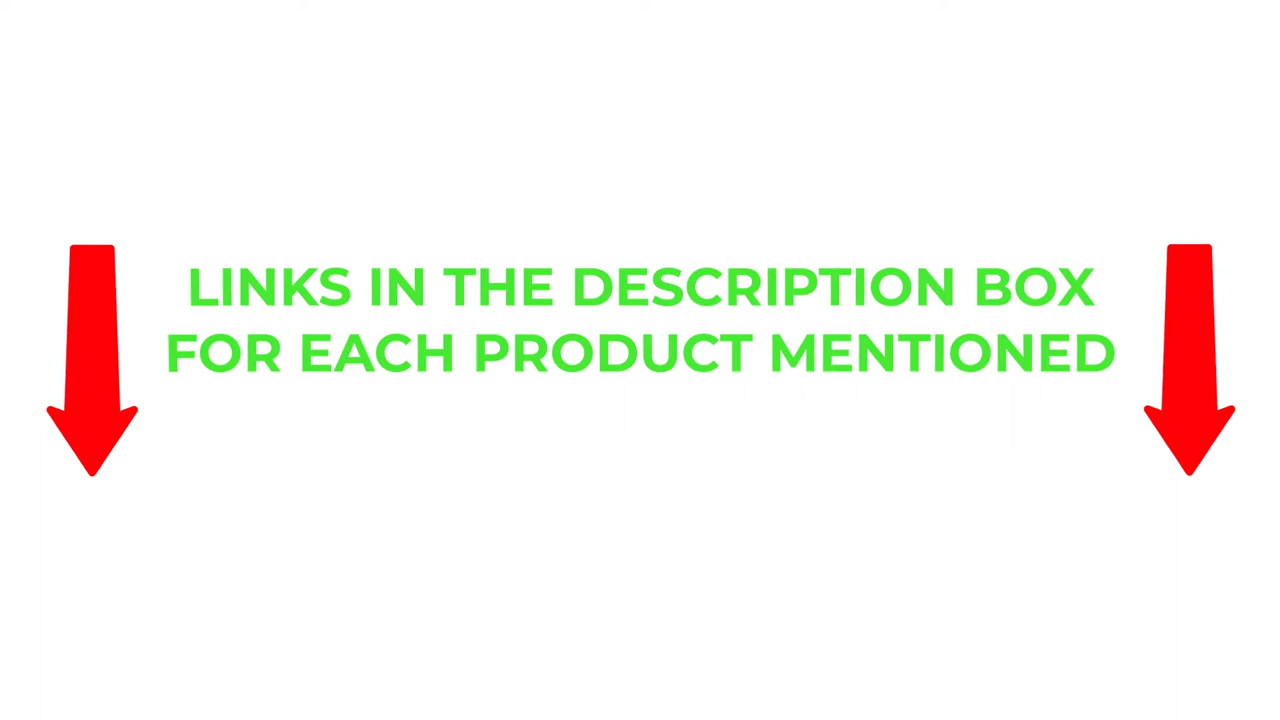 LINKS IN THE DESCRIPTION BOX
FOR EACH PRODUCT MENTIONED